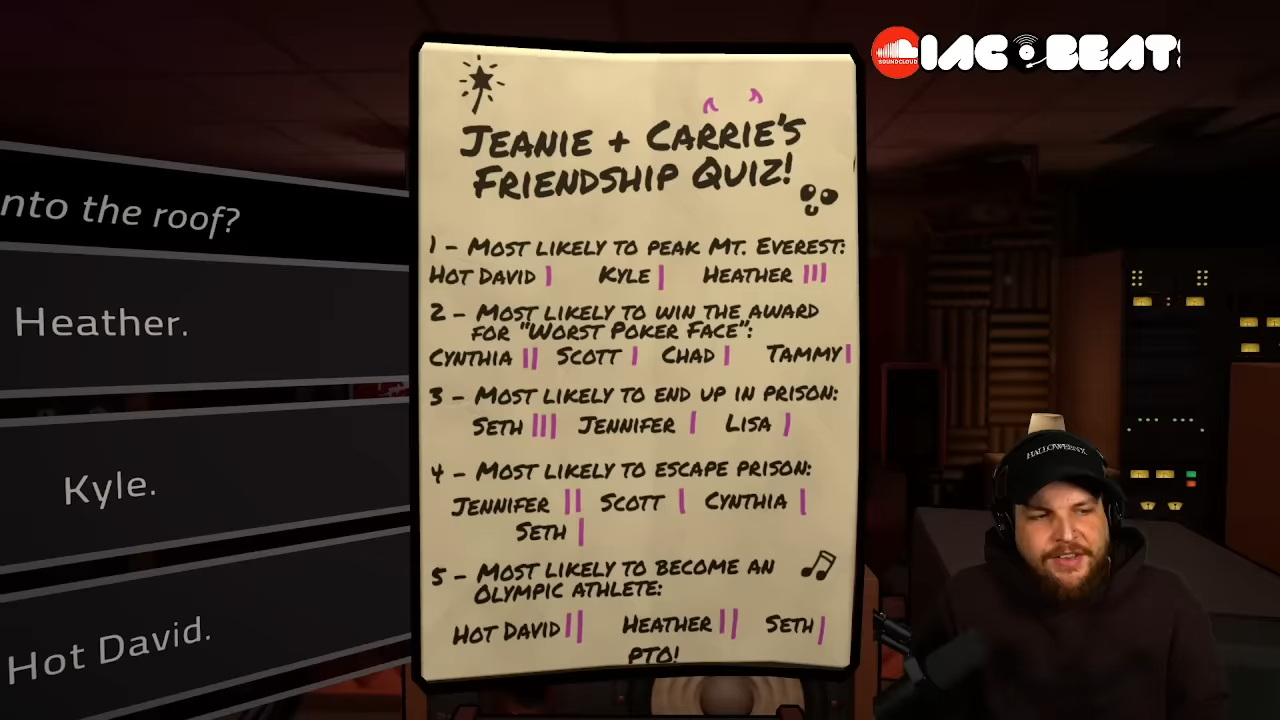 SOUNDCLOUD
IACOBEATS
JEANIE + CARRIE'S
FRIENDSHIP QUIZ!
nto the roof?
Heather.
Kyle.
Hot David.
1 - MOST LIKELY TO PEAK MT. EVEREST:
HOT DAVID | KYLE | HEATHER |||
2 - MOST LIKELY TO WIN THE AWARD
FOR "WORST POKER FACE":
CYNTHIA || SCOTT | CHAD | TAMMY |
3 - MOST LIKELY TO END UP IN PRISON:
SETH ||| JENNIFER | LISA |
4 - MOST LIKELY TO ESCAPE PRISON:
JENNIFER || SCOTT | CYNTHIA |
SETH |
5 - MOST LIKELY TO BECOME AN
OLYMPIC ATHLETE:
HOT DAVID || HEATHER || SETH |
PTO!